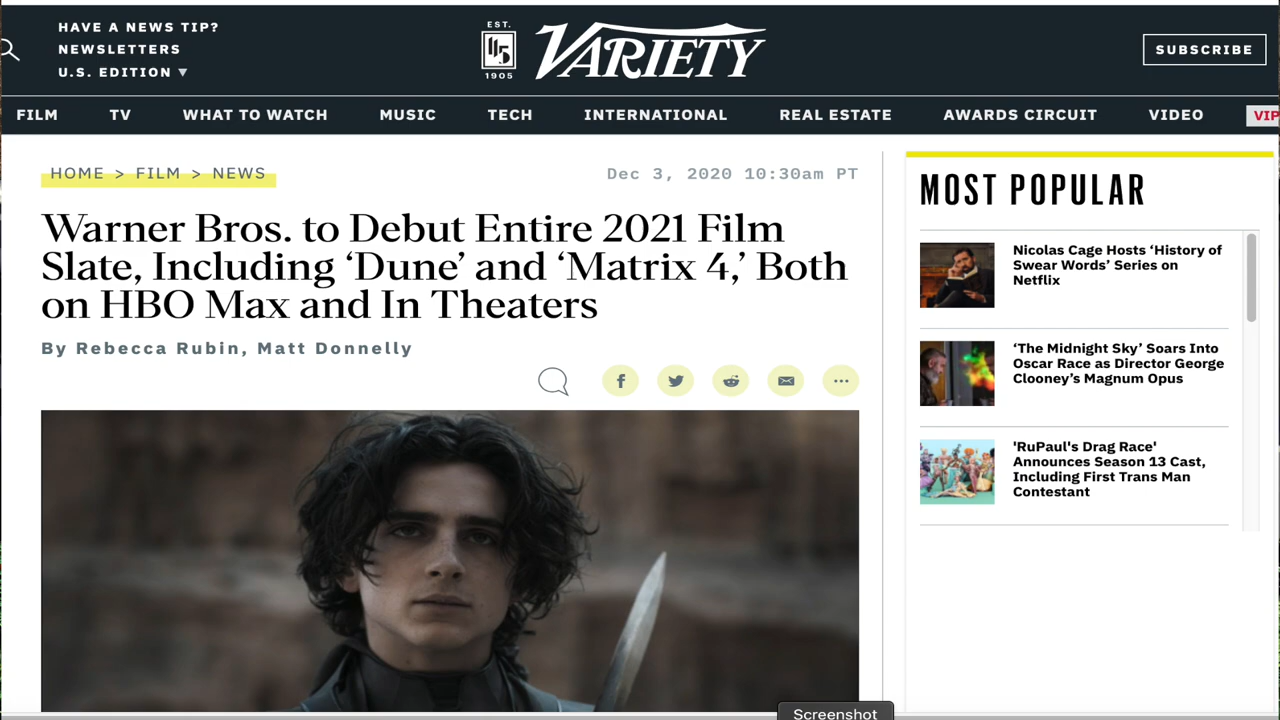 HAVE A NEWS TIP?
NEWSLETTERS
U.S. EDITION ▼
EST.
115
1905
VARIETY
SUBSCRIBE
FILM TV WHAT TO WATCH MUSIC TECH INTERNATIONAL REAL ESTATE AWARDS CIRCUIT VIDEO VIP
HOME > FILM > NEWS
Dec 3, 2020 10:30am PT
Warner Bros. to Debut Entire 2021 Film
Slate, Including ‘Dune’ and ‘Matrix 4,’ Both
on HBO Max and In Theaters
By Rebecca Rubin, Matt Donnelly
MOST POPULAR
Nicolas Cage Hosts ‘History of
Swear Words’ Series on
Netflix
‘The Midnight Sky’ Soars Into
Oscar Race as Director George
Clooney’s Magnum Opus
'RuPaul's Drag Race'
Announces Season 13 Cast,
Including First Trans Man
Contestant
Screenshot